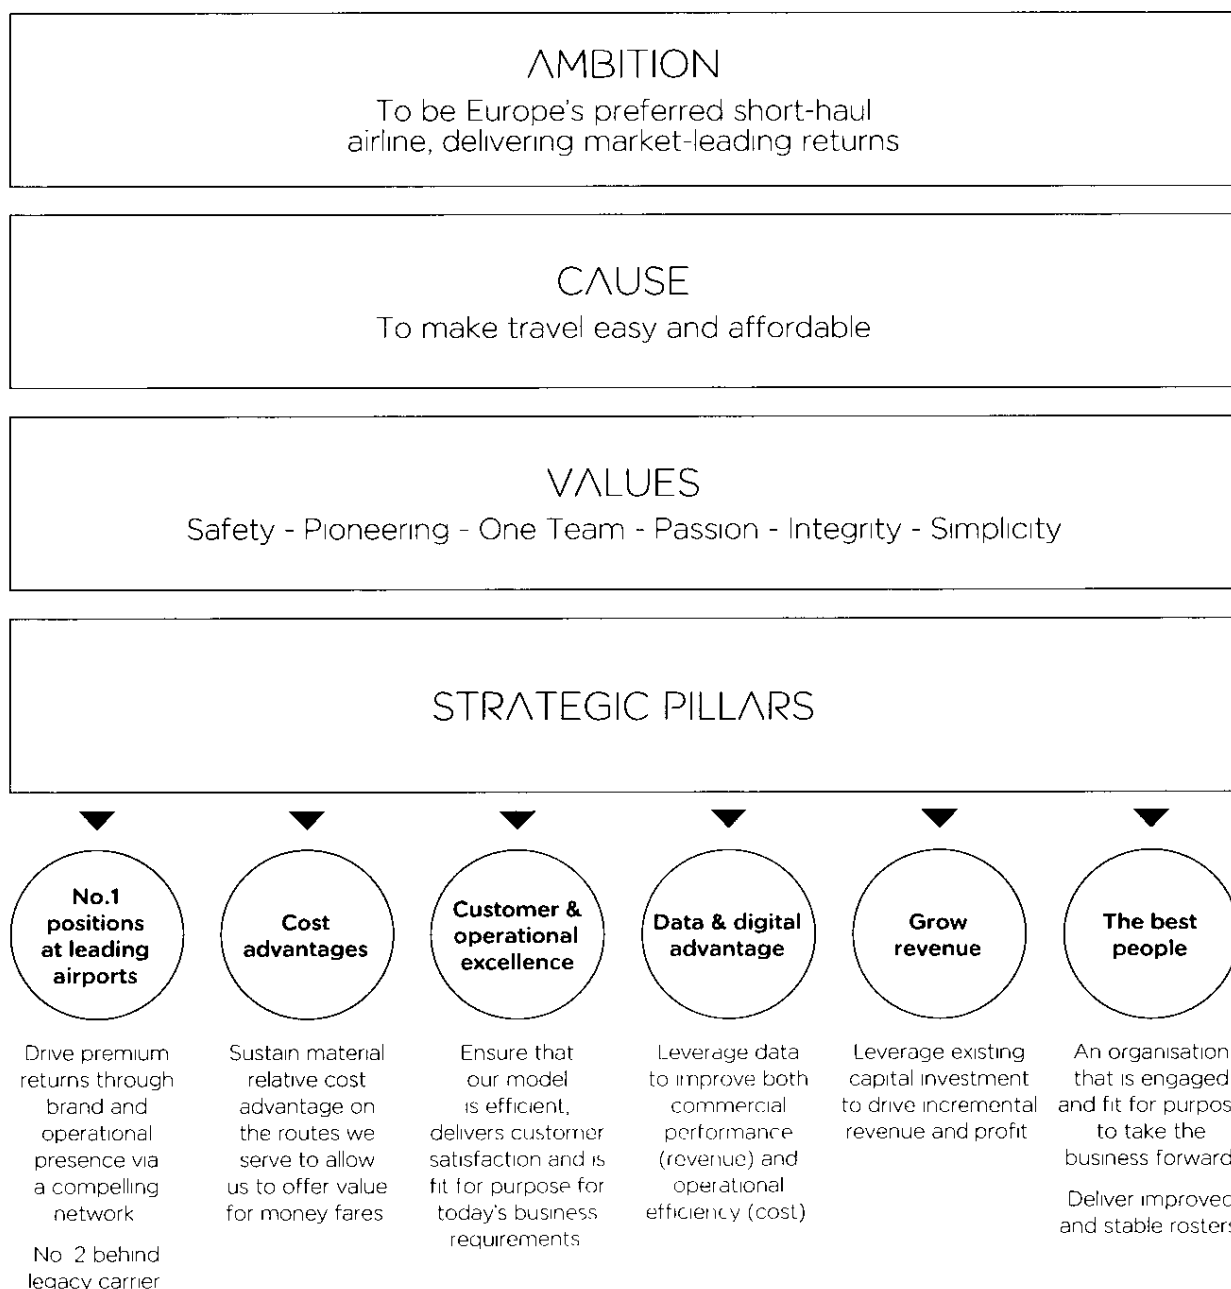 AMBITION
To be Europe's preferred short-haul
airline, delivering market-leading returns
CAUSE
To make travel easy and affordable
VALUES
Safety - Pioneering - One Team - Passion - Integrity - Simplicity
STRATEGIC PILLARS
No.1
positions
at leading
airports
Drive premium
returns through
brand and
operational
presence via
a compelling
network
No 2 behind
legacy carrier
Cost
advantages
Sustain material
relative cost
advantage on
the routes we
serve to allow
us to offer value
for money fares
Customer &
operational
excellence
Ensure that
our model
is efficient,
delivers customer
satisfaction and is
fit for purpose for
today's business
requirements
Data & digital
advantage
Leverage data
to improve both
commercial
performance
(revenue) and
operational
efficiency (cost)
Grow
revenue
Leverage existing
capital investment
to drive incremental
revenue and profit
The best
people
An organisation
that is engaged
and fit for purpos
to take the
business forward
Deliver improved
and stable rosters